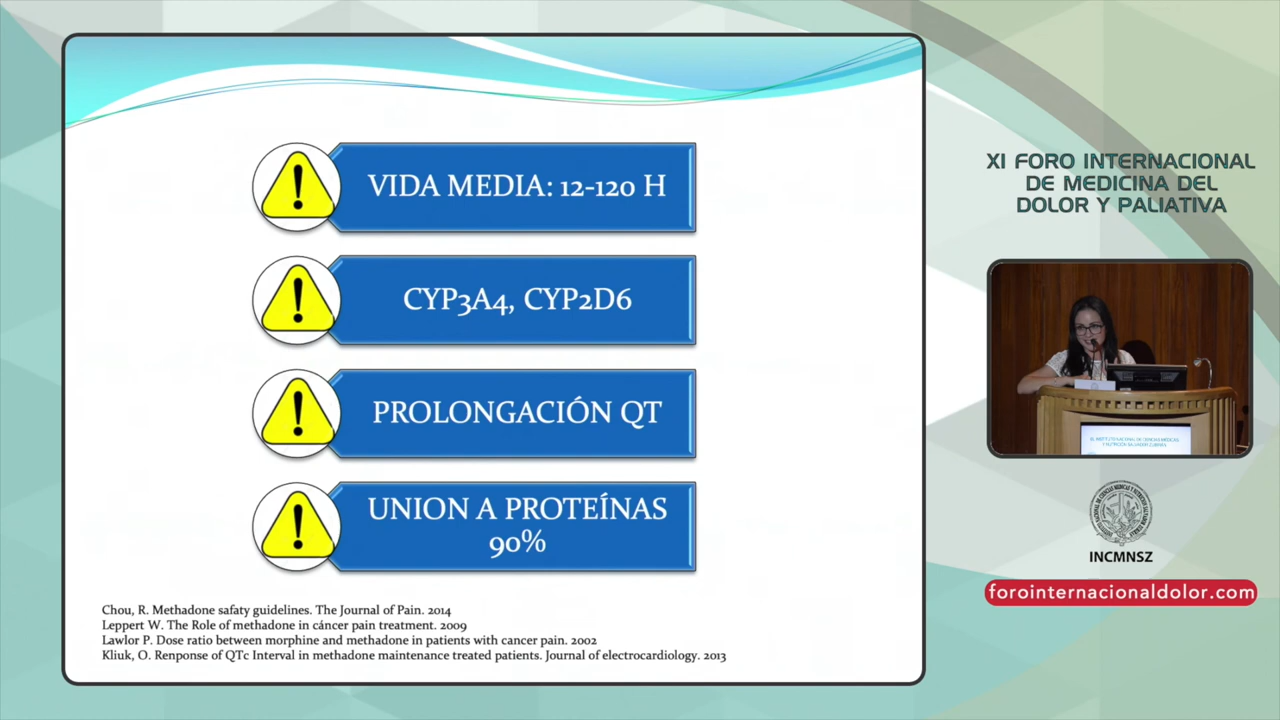 VIDA MEDIA: 12-120 H
CYP3A4, CYP2D6
PROLONGACIÓN QT
UNION A PROTEÍNAS
90%
Chou, R. Methadone safaty guidelines. The Journal of Pain. 2014
Leppert W. The Role of methadone in cáncer pain treatment. 2009
Lawlor P. Dose ratio between morphine and methadone in patients with cancer pain. 2002
Kliuk, O. Renponse of QTc Interval in methadone maintenance treated patients. Journal of electrocardiology. 2013
XI FORO INTERNACIONAL
DE MEDICINA DEL
DOLOR Y PALIATIVA
INCMNSZ
forointernacionaldolor.com